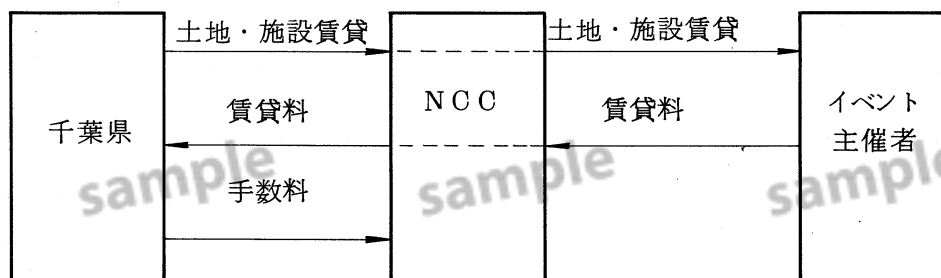 土地・施設賃貸
土地・施設賃貸
千葉県
賃貸料
NCC
賃貸料
イベント
主催者
手数料
sample
sample
sample